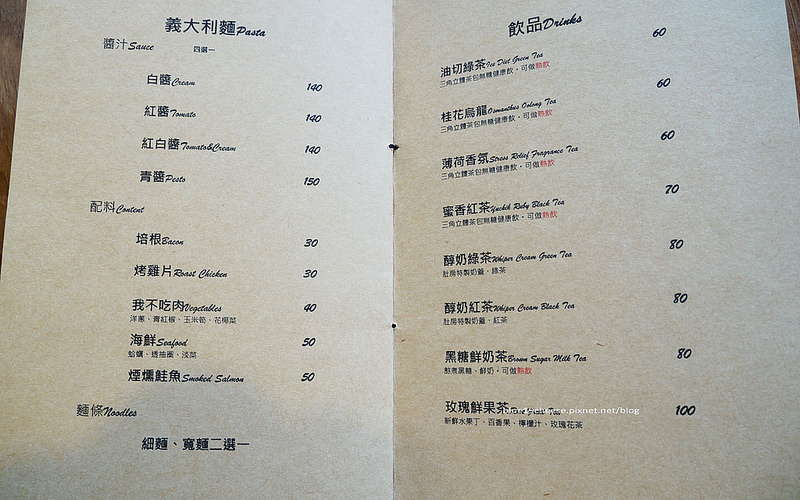 義大利麵Pasta
醬汁Sauce 四選一
白醬Cream 140
紅醬Tomato 140
紅白醬Tomato&Cream 140
青醬Pesto 150
配料Content
培根Bacon 30
烤雞片Roast Chicken 30
我不吃肉Vegetables 40
洋蔥、青紅椒、玉米筍、花椰菜
海鮮Seafood 50
蛤蠣、透抽圈、淡菜
煙燻鮭魚Smoked Salmon 50
麵條Noodles
細麵、寬麵二選一
飲品Drinks
油切綠茶Ice Diet Green Tea 60
三角立體茶包無糖健康飲，可做熱飲
桂花烏龍Osmanthus Oolong Tea 60
三角立體茶包無糖健康飲，可做熱飲
薄荷香氛Stress Relief Fragrance Tea 60
三角立體茶包無糖健康飲，可做熱飲
蜜香紅茶Yuchih Ruby Black Tea 70
三角立體茶包無糖健康飲，可做熱飲
醇奶綠茶Whiper Cream Green Tea 80
肚房特製奶蓋、綠茶
醇奶紅茶Whiper Cream Black Tea 80
肚房特製奶蓋、紅茶
黑糖鮮奶茶Brown Sugar Milk Tea 80
熬煮黑糖、鮮奶，可做熱飲
玫瑰鮮果茶 100
新鮮水果丁、百香果、檸檬汁、玫瑰花茶
.pixnet.net/blog